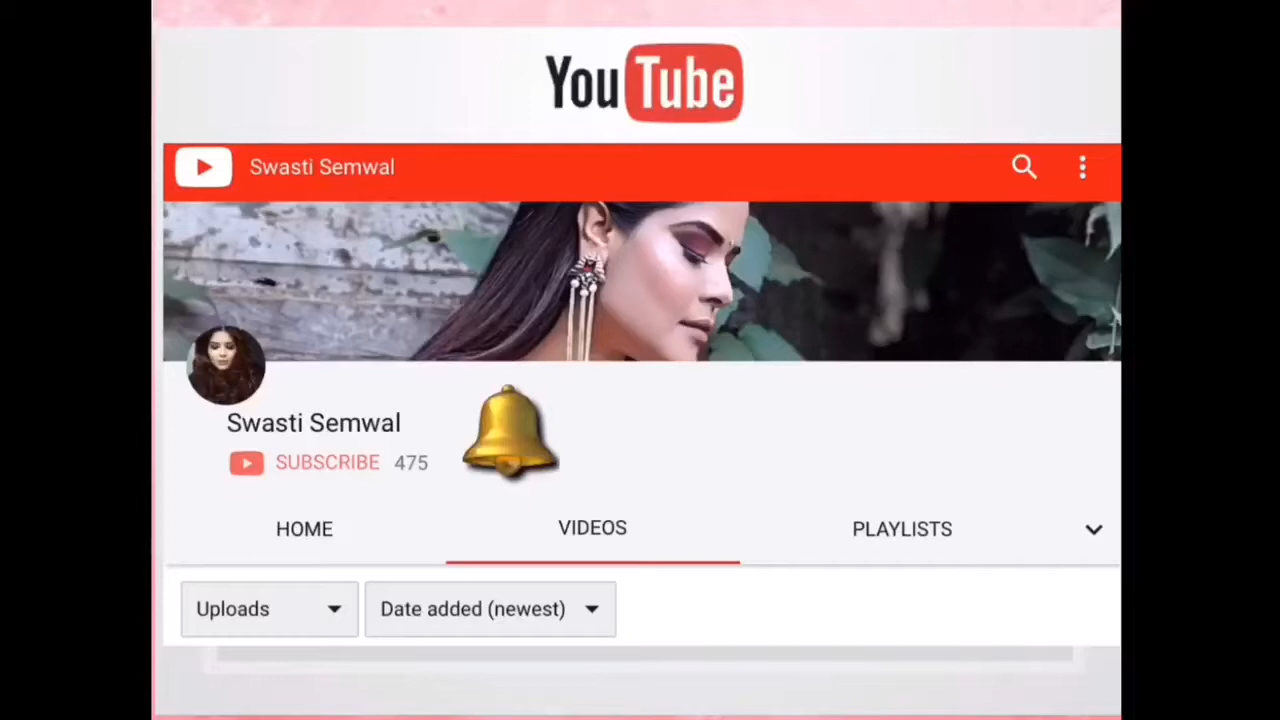 YouTube
Swasti Semwal
Swasti Semwal
SUBSCRIBE 475
HOME VIDEOS PLAYLISTS
Uploads Date added (newest)